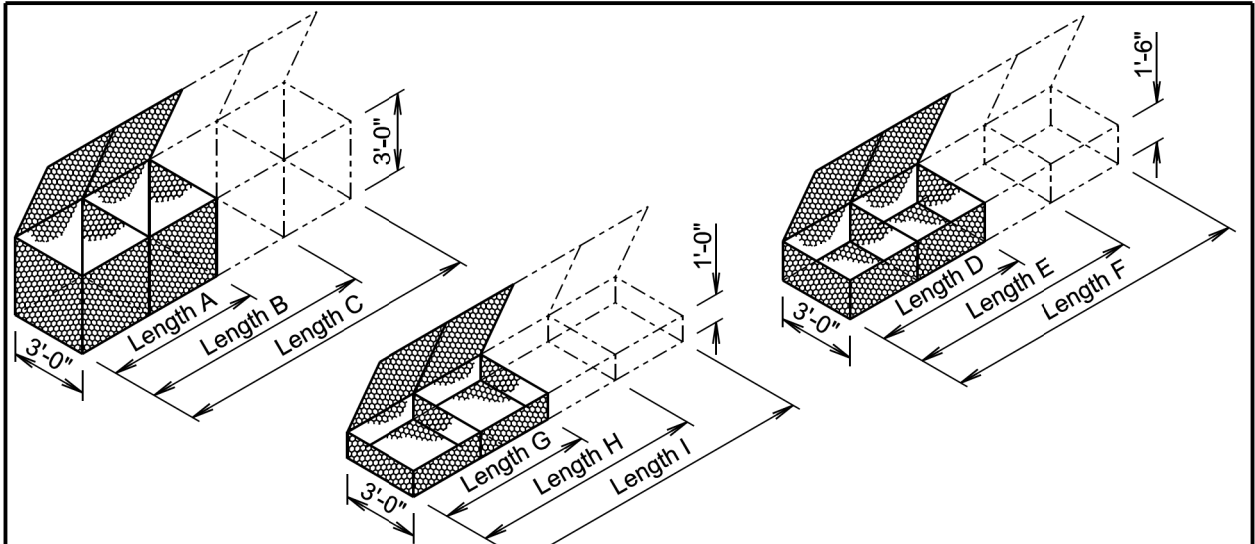 3'-0"
Length A
Length B
Length C
3'-0"
1'-6"
Length D
Length E
Length F
3'-0"
1'-0"
Length G
Length H
Length I
3'-0"